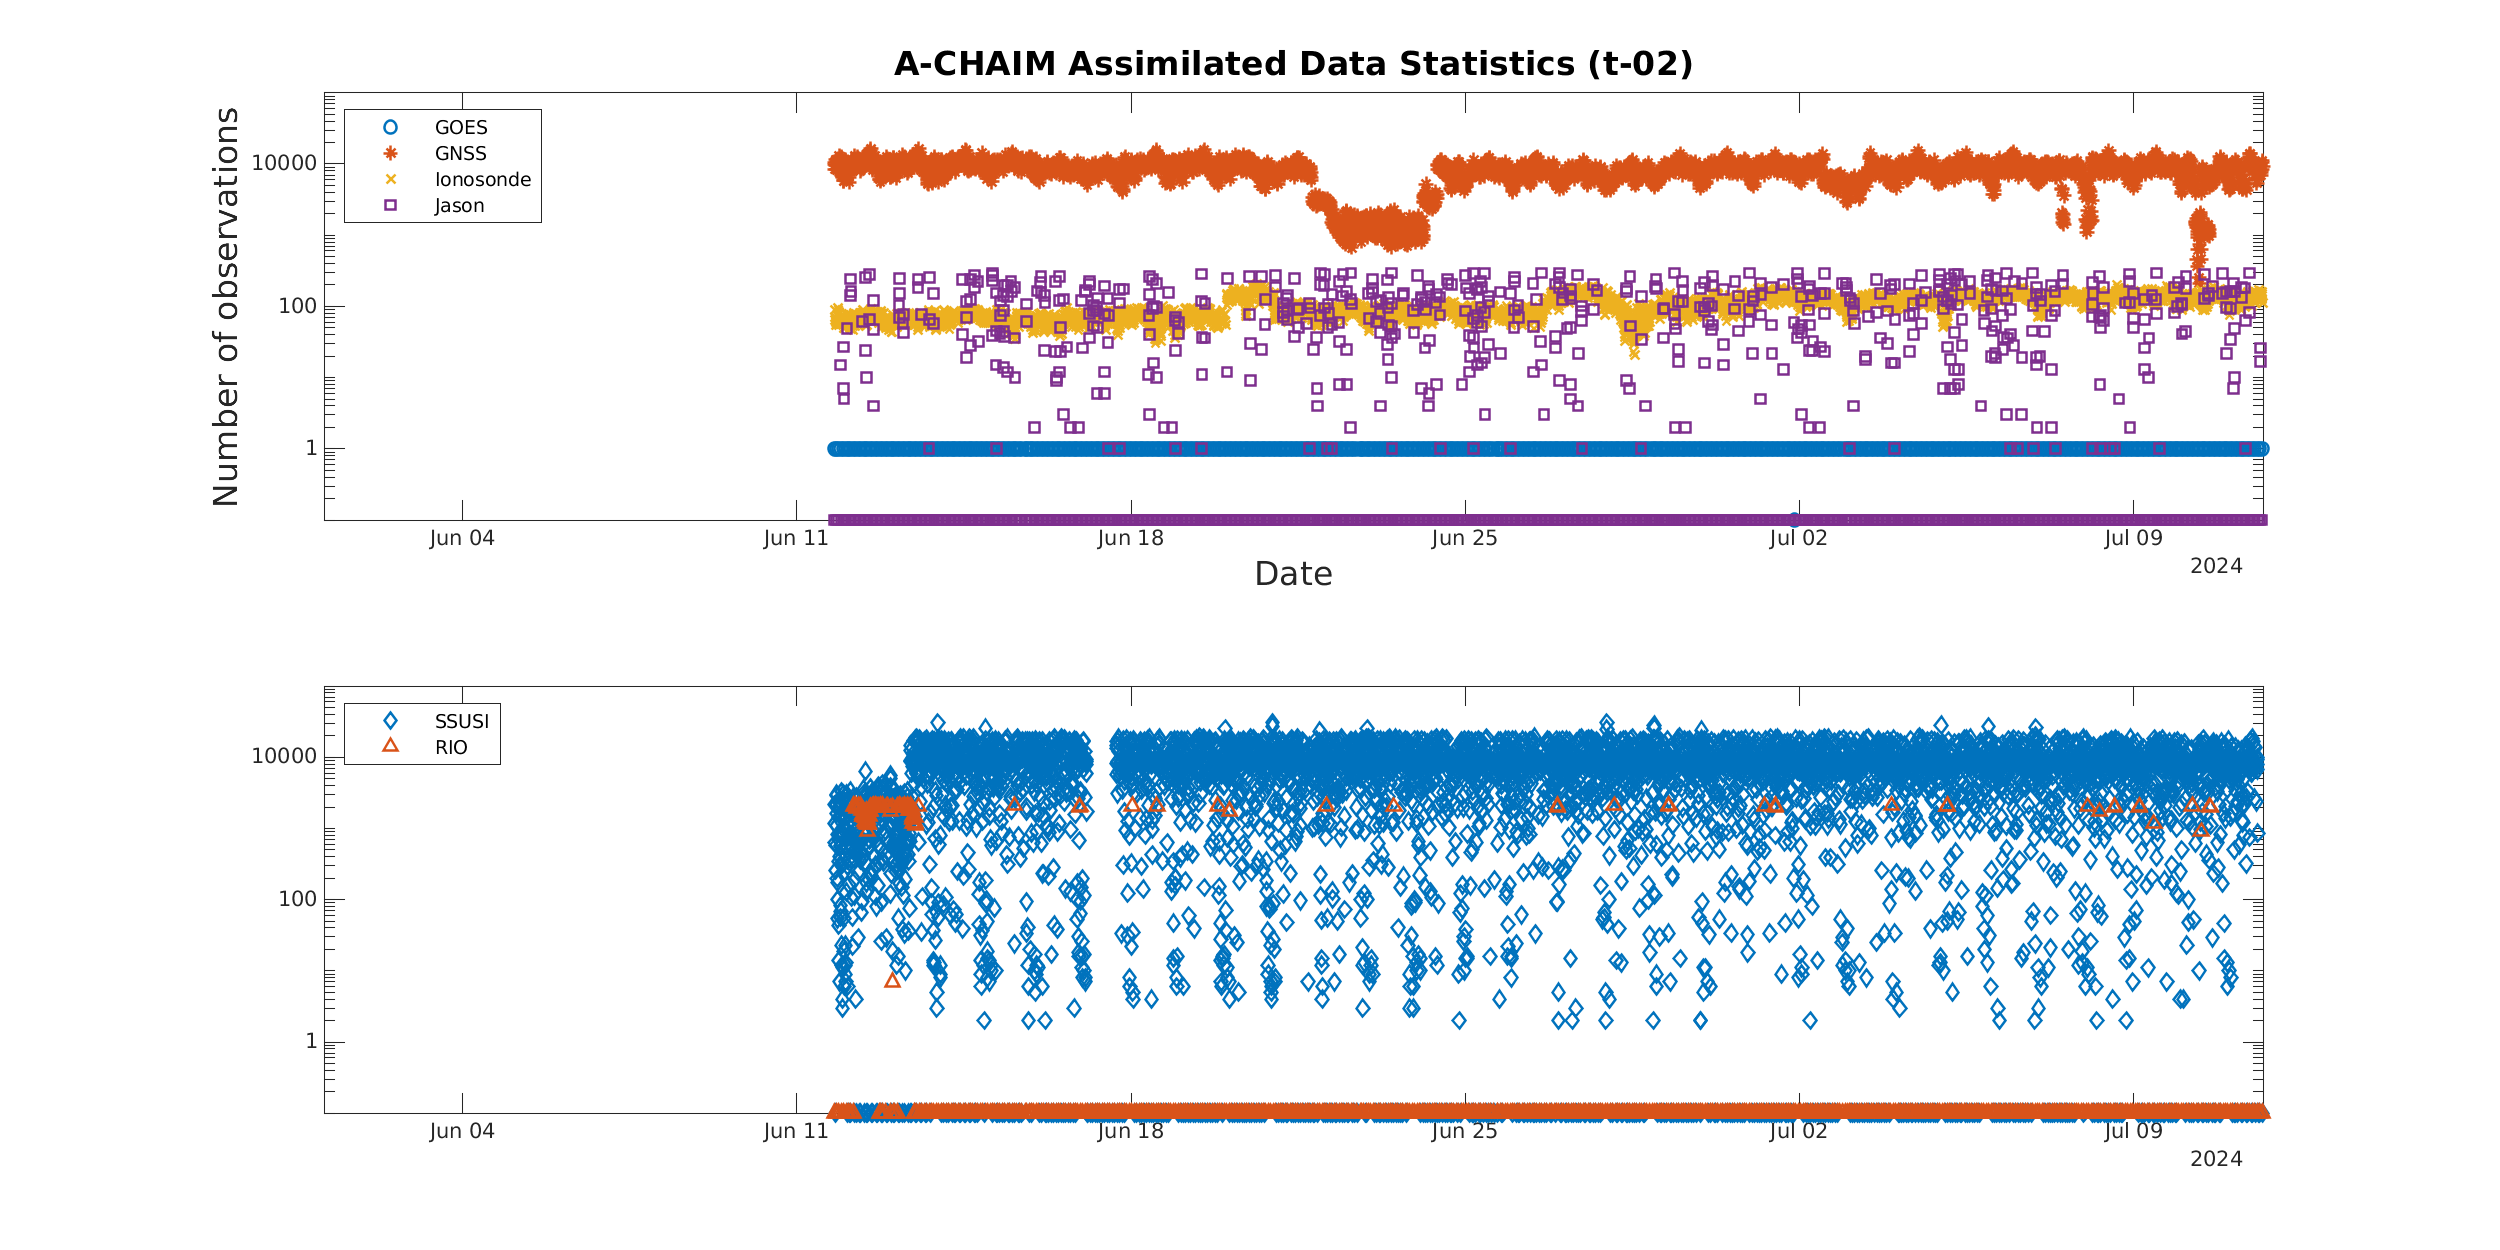 A-CHAIM Assimilated Data Statistics (t-02)
Number of observations
10000
100
1
GOES
GNSS
Ionosonde
Jason
Jun 04
Jun 11
Jun 18
Jun 25
Jul 02
Jul 09
2024
Date
10000
100
1
SSUSI
RIO
Jun 04
Jun 11
Jun 18
Jun 25
Jul 02
Jul 09
2024